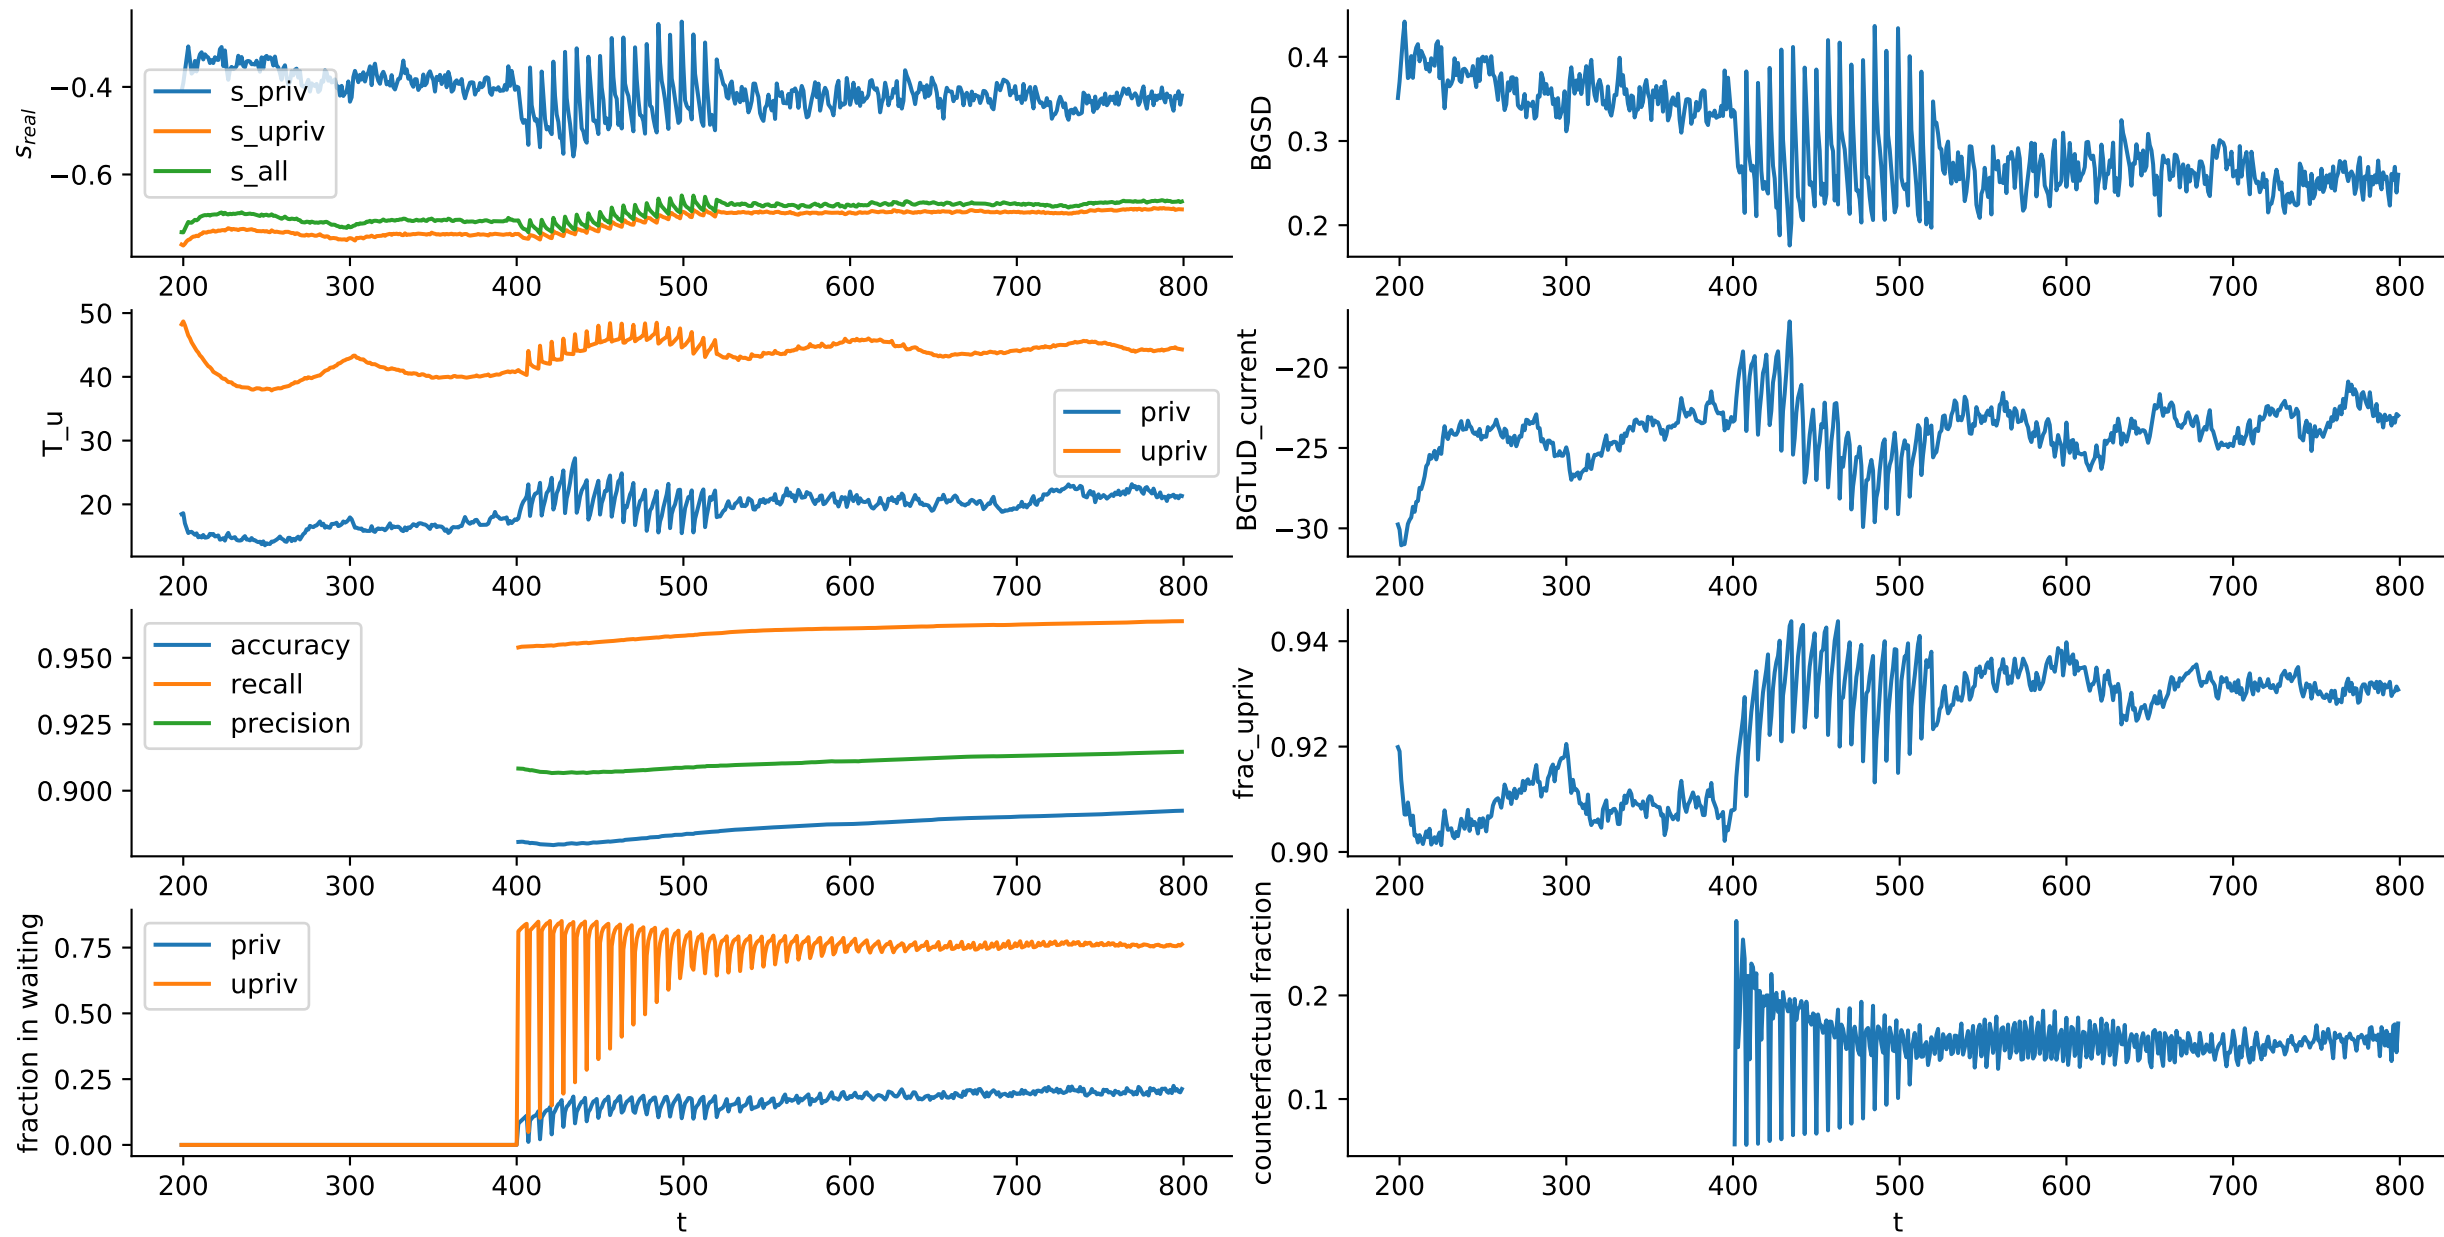 s_real
−0.4
−0.6
s_priv
s_upriv
s_all
200 300 400 500 600 700 800
BGSD
0.4
0.3
0.2
200 300 400 500 600 700 800
T_u
50
40
30
20
priv
upriv
200 300 400 500 600 700 800
BGTuD_current
−20
−25
−30
200 300 400 500 600 700 800
0.950
0.925
0.900
accuracy
recall
precision
200 300 400 500 600 700 800
frac_upriv
0.94
0.92
0.90
200 300 400 500 600 700 800
fraction in waiting
0.75
0.50
0.25
0.00
priv
upriv
200 300 400 500 600 700 800
t
counterfactual fraction
0.2
0.1
200 300 400 500 600 700 800
t